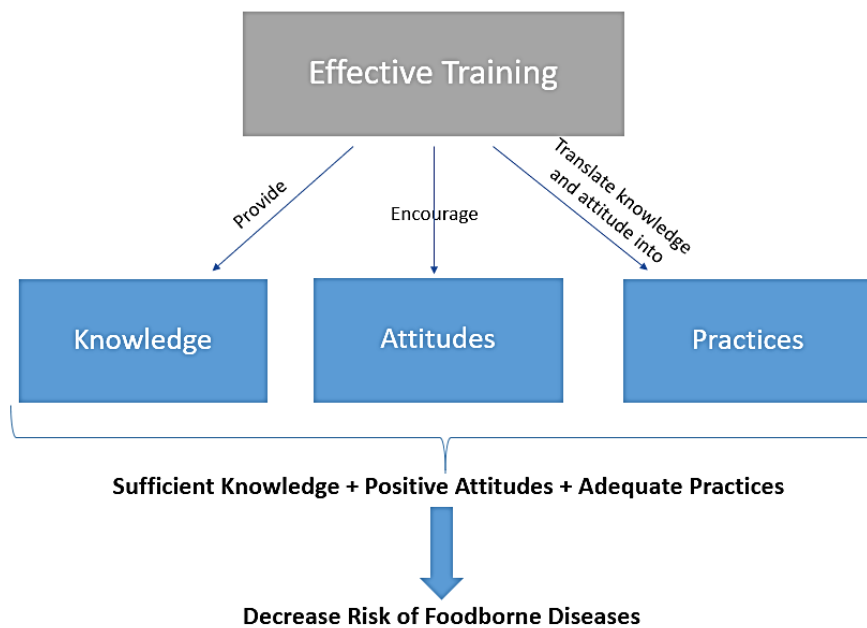 Effective Training
Provide
Encourage
Translate knowledge
and attitude into
Knowledge
Attitudes
Practices
Sufficient Knowledge + Positive Attitudes + Adequate Practices
Decrease Risk of Foodborne Diseases